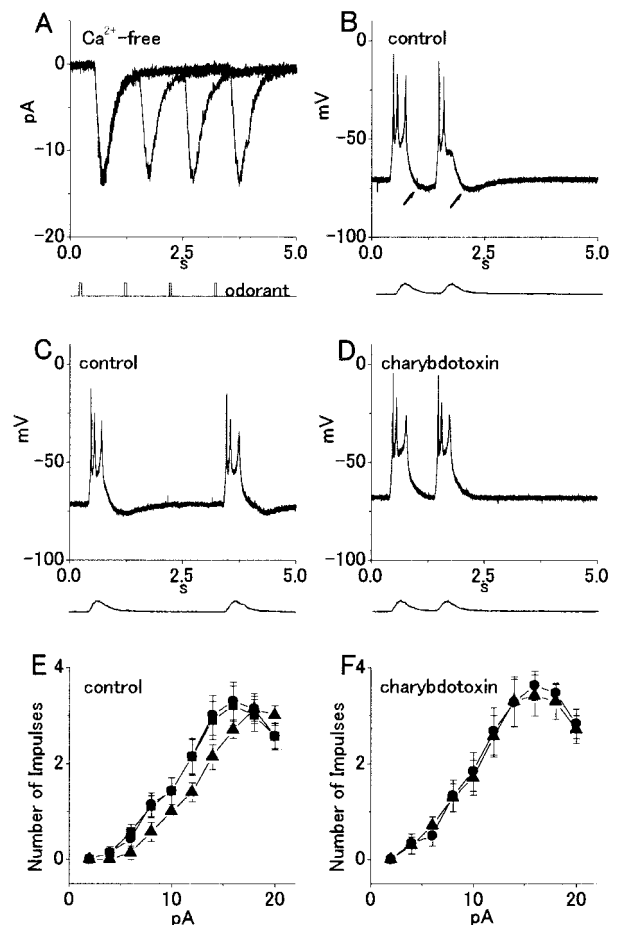 A Ca²⁺-free
pA
0
-10
-20
0.0
2.5
5.0
s
odorant
B control
mV
0
-50
-100
0.0
2.5
5.0
s
C control
mV
0
-50
-100
0.0
2.5
5.0
s
D charybdotoxin
mV
0
-50
-100
0.0
2.5
5.0
s
E control
Number of Impulses
4
2
0
0
10
20
pA
F charybdotoxin
Number of Impulses
4
2
0
0
10
20
pA